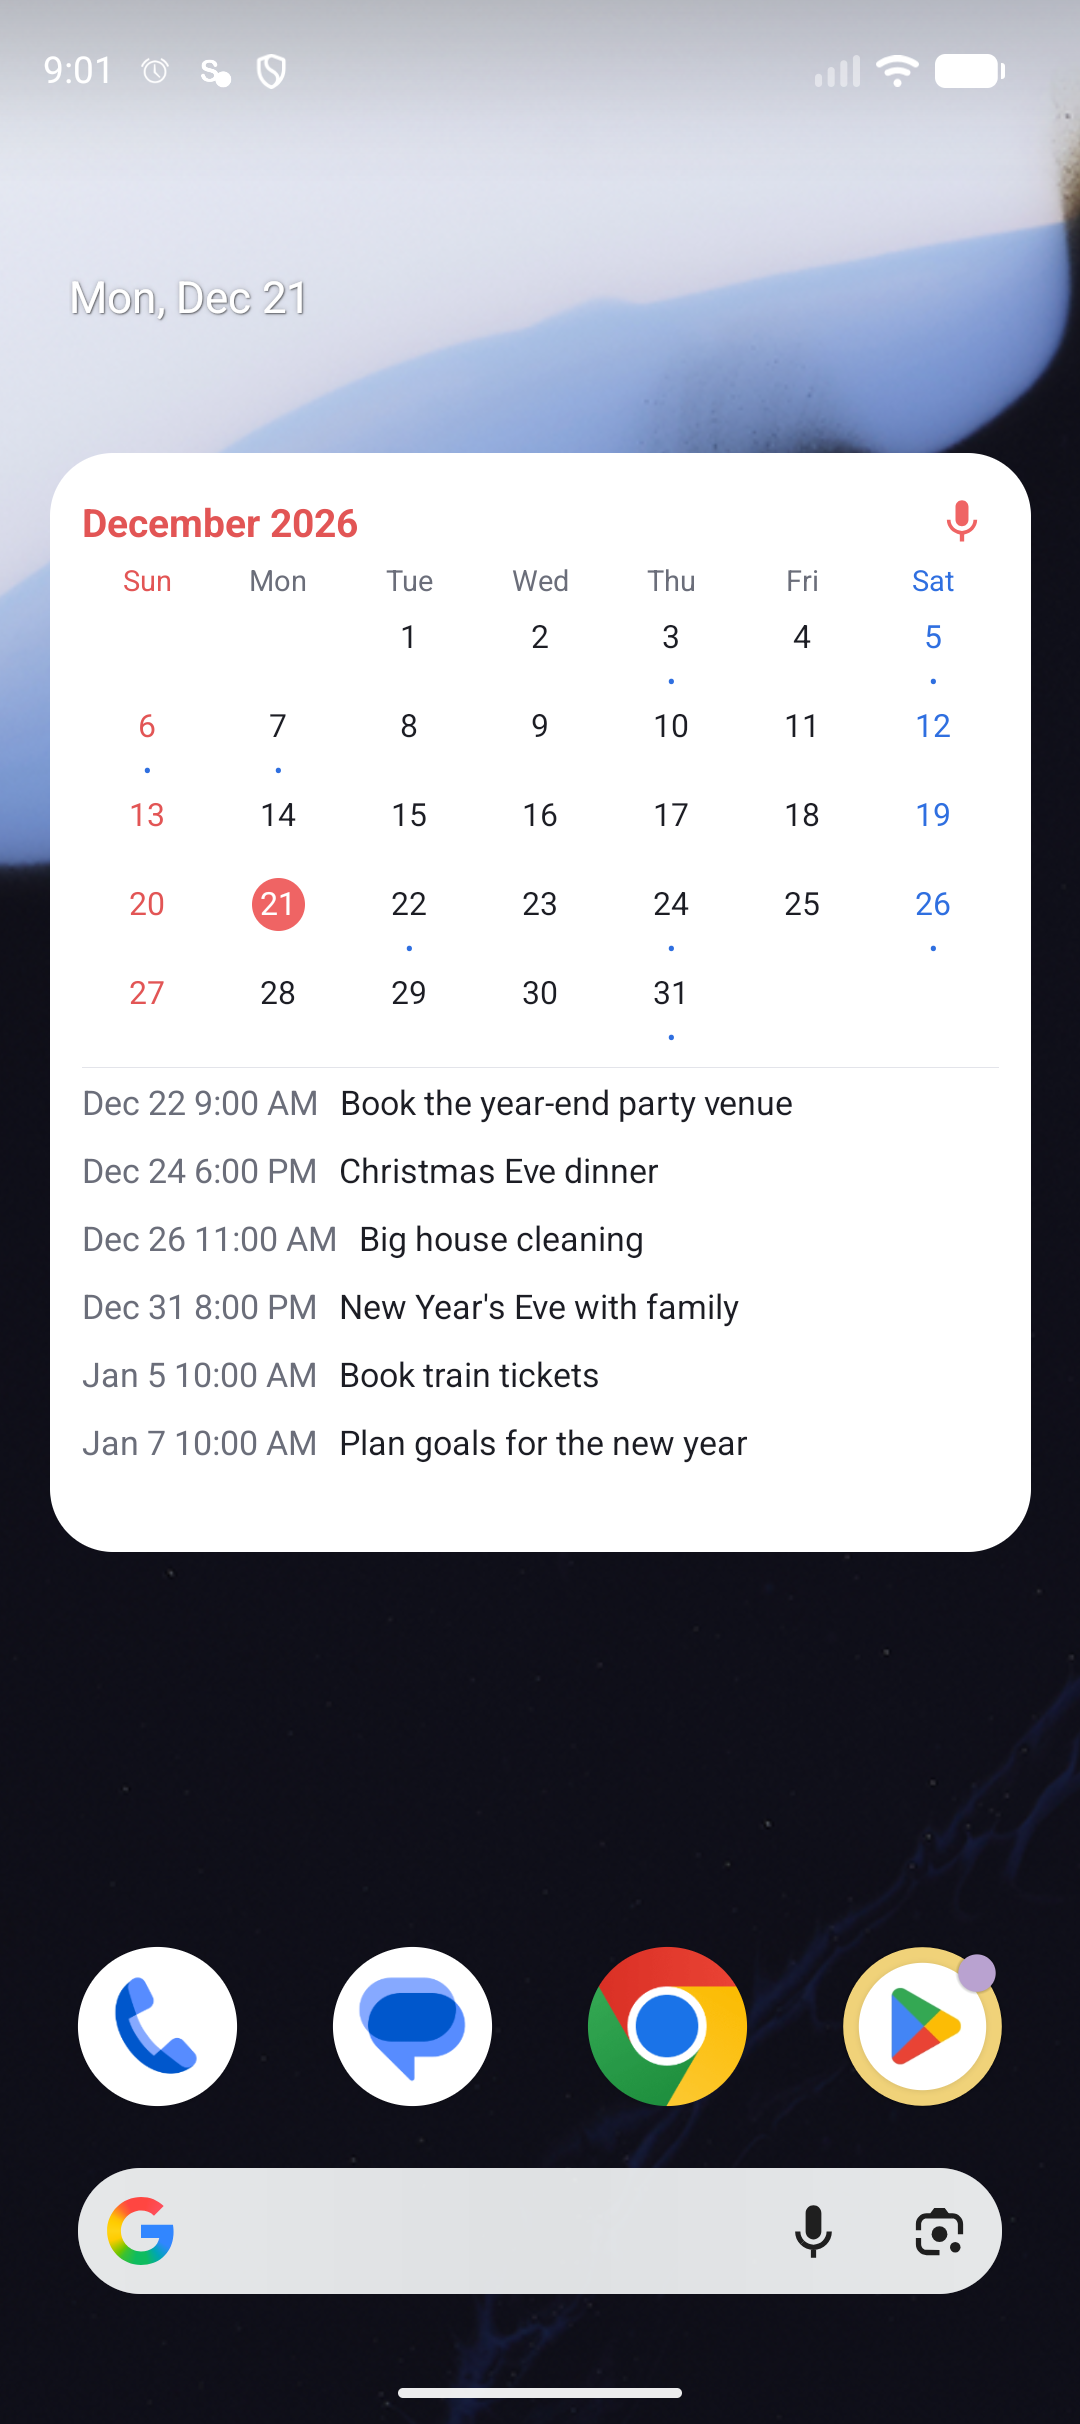 9:01
Mon, Dec 21
December 2026
Sun Mon Tue Wed Thu Fri Sat
1 2 3 4 5
6 7 8 9 10 11 12
13 14 15 16 17 18 19
20 21 22 23 24 25 26
27 28 29 30 31
Dec 22 9:00 AM Book the year-end party venue
Dec 24 6:00 PM Christmas Eve dinner
Dec 26 11:00 AM Big house cleaning
Dec 31 8:00 PM New Year's Eve with family
Jan 5 10:00 AM Book train tickets
Jan 7 10:00 AM Plan goals for the new year